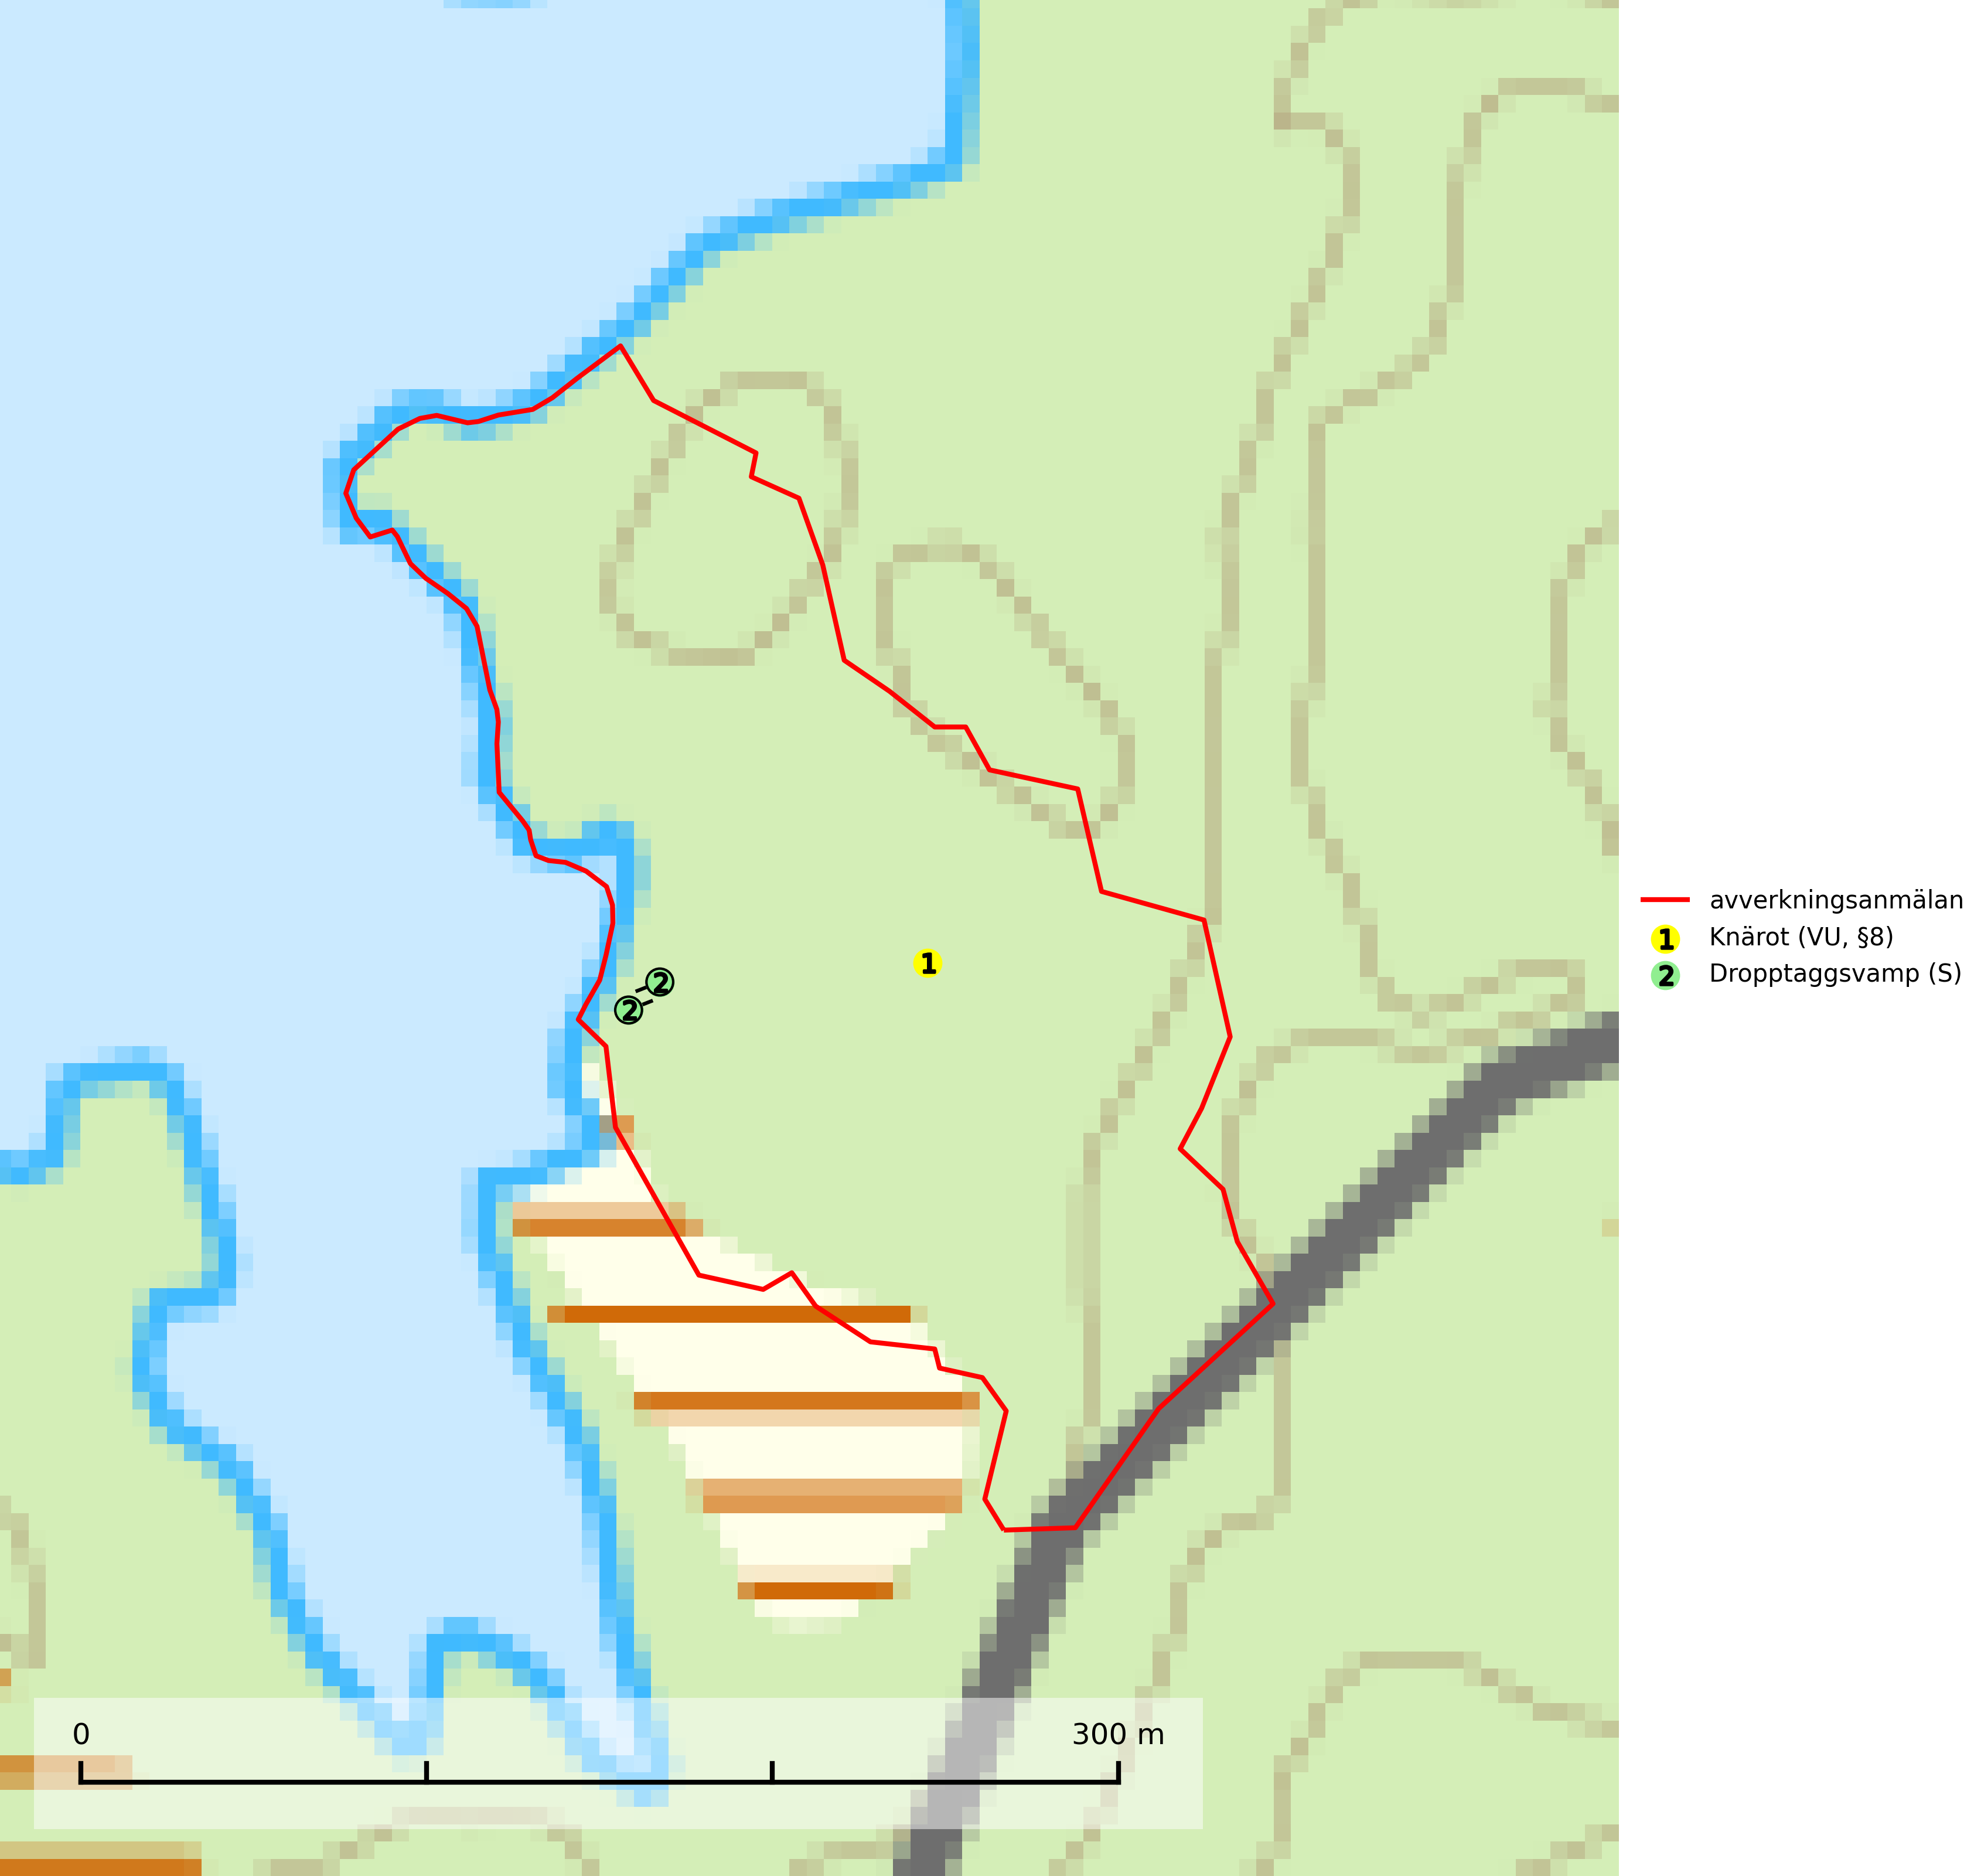 1
2
2
avverkningsanmälan
1 Knärot (VU, §8)
2 Dropptaggsvamp (S)
0 300 m